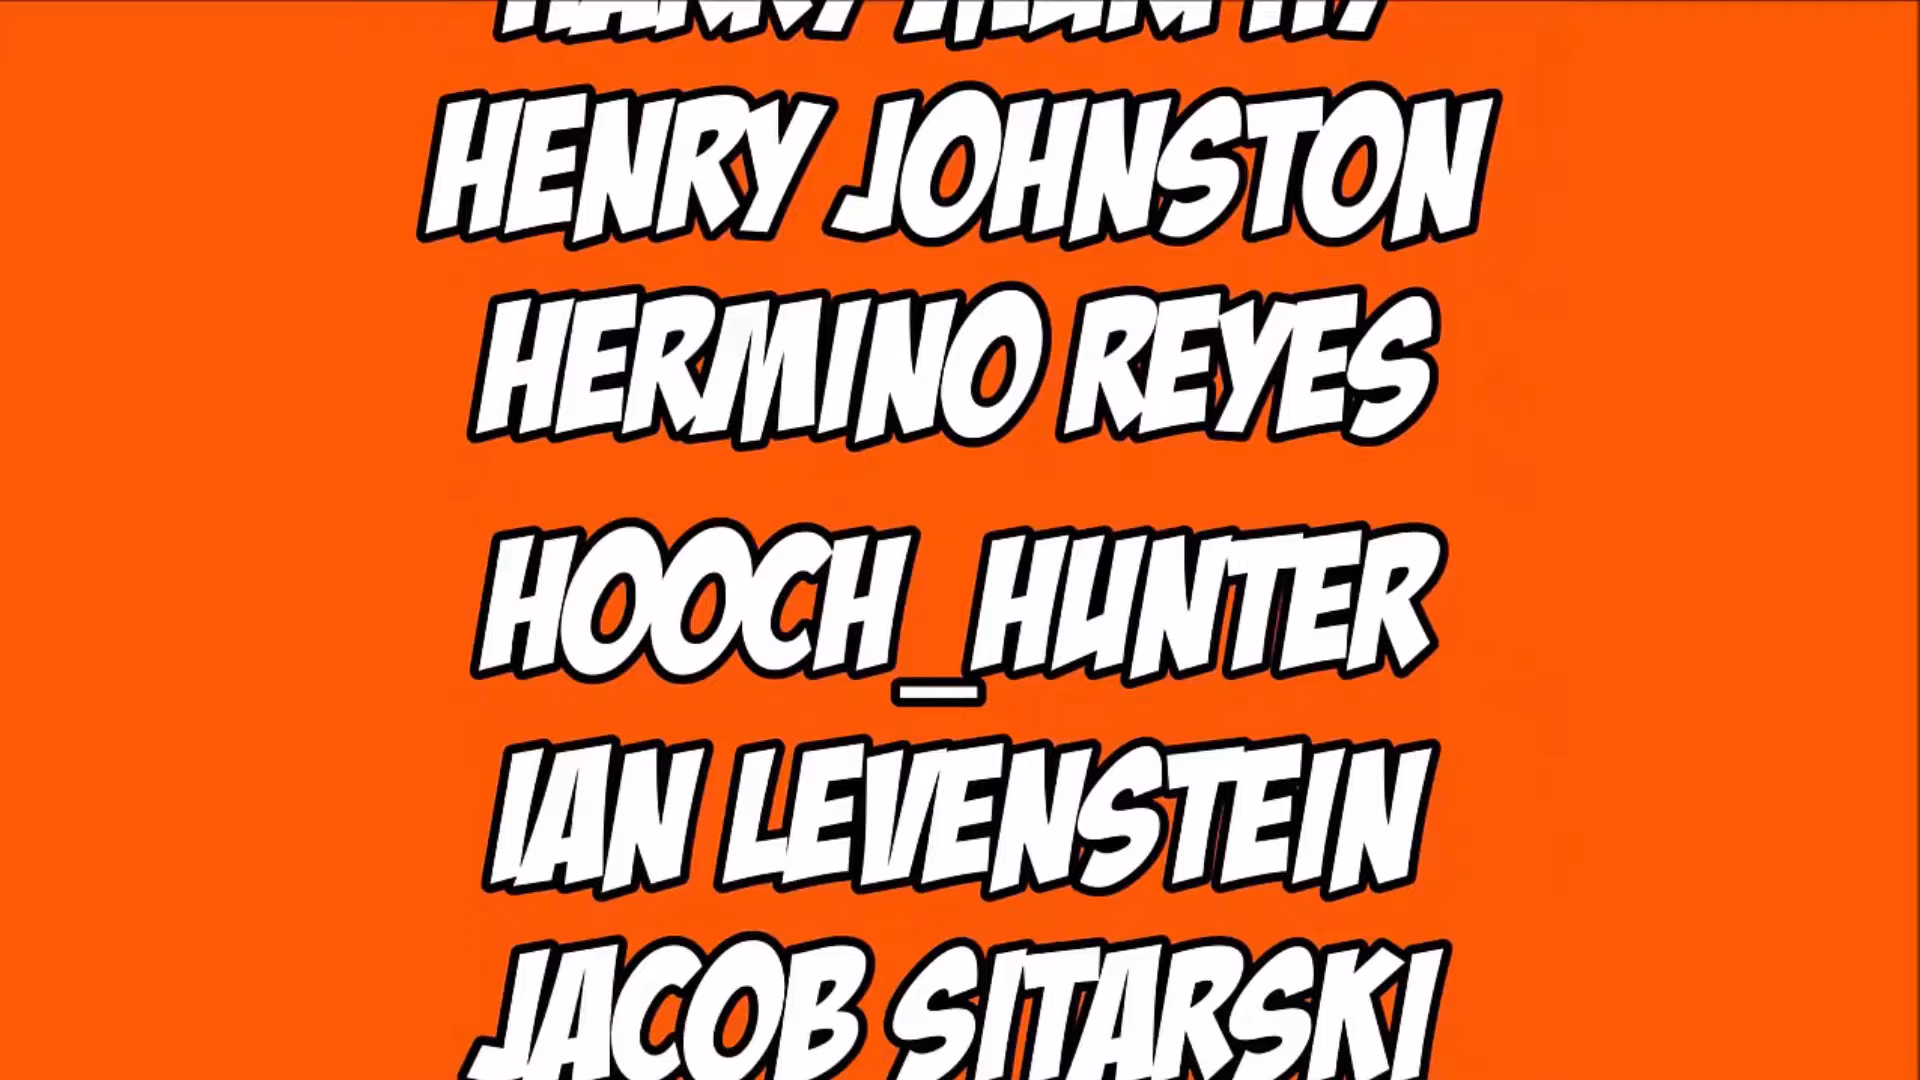 HENRY JOHNSTON
HERMINO REYES
HOOCH_HUNTER
IAN LEVENSTEIN
JACOB SITARSKI